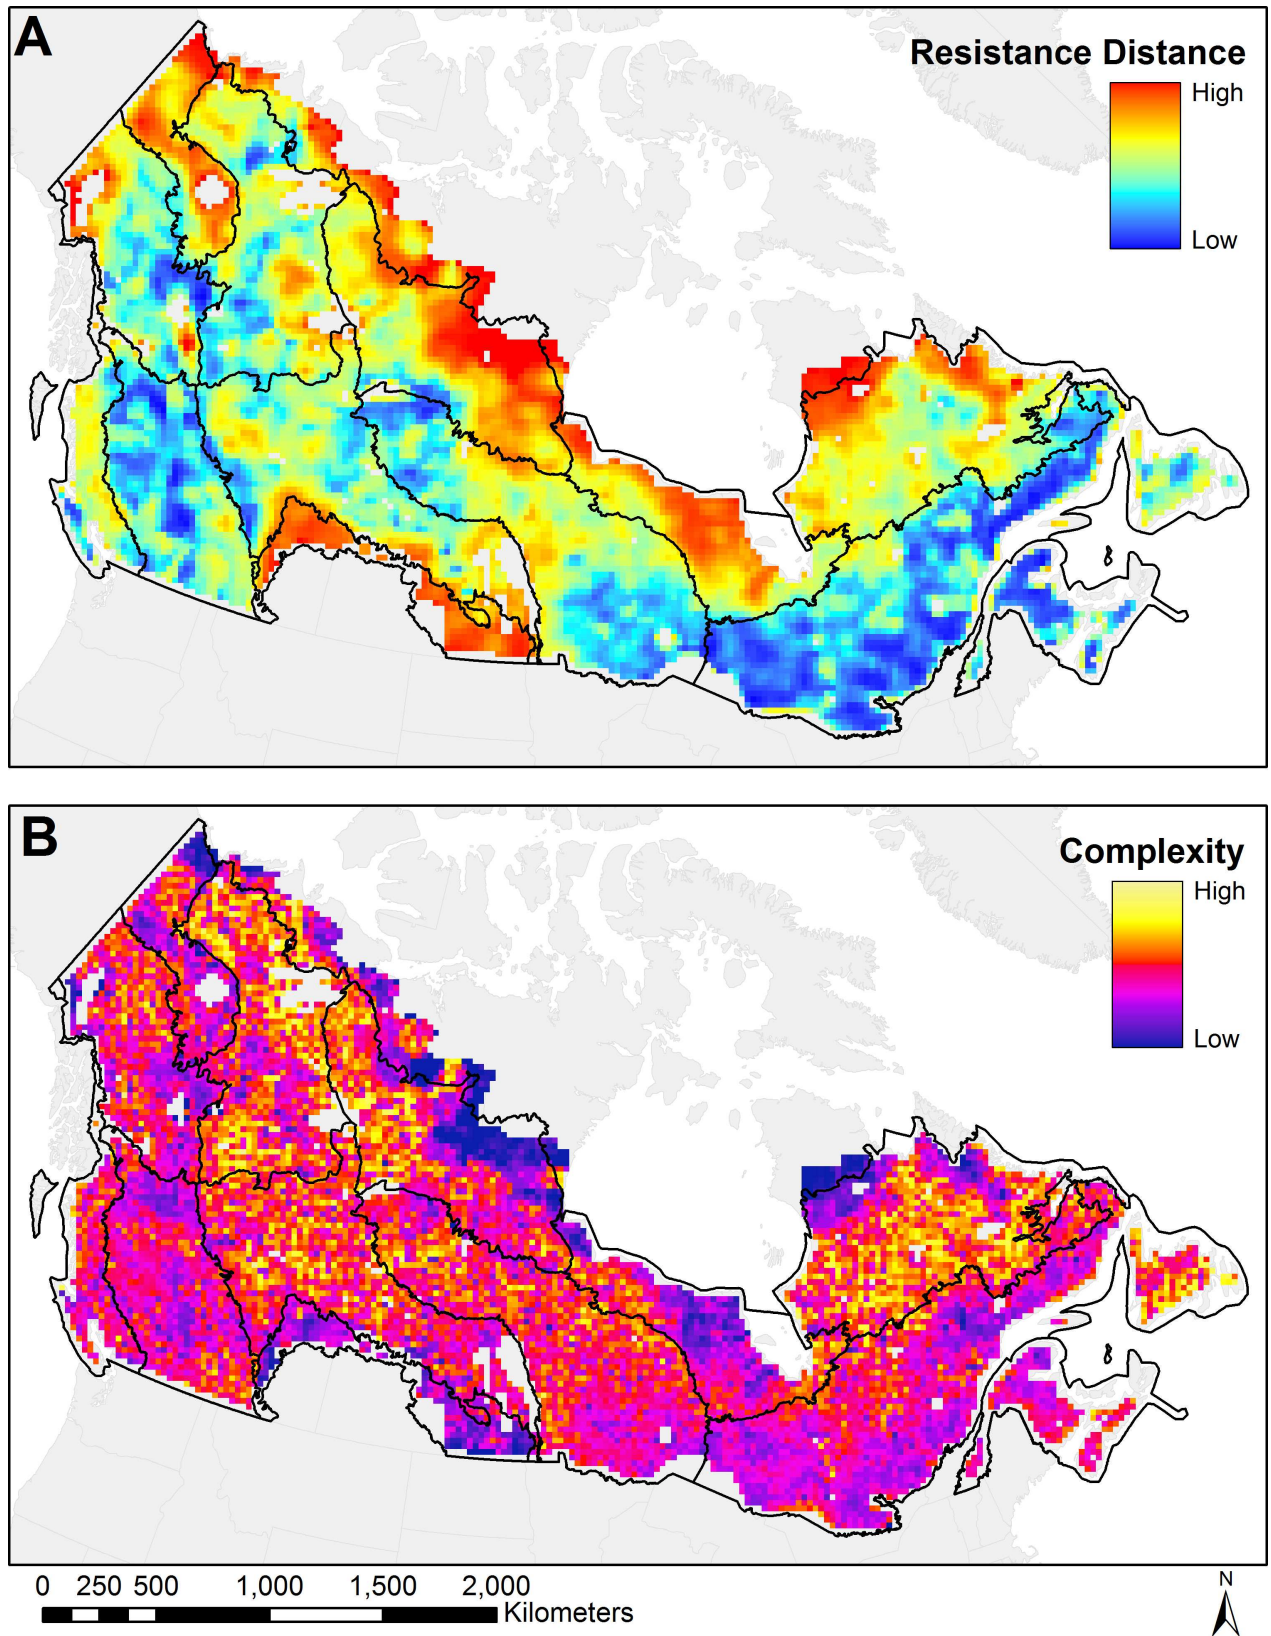 A
Resistance Distance
High
Low
B
Complexity
High
Low
0 250 500 1,000 1,500 2,000
Kilometers
N